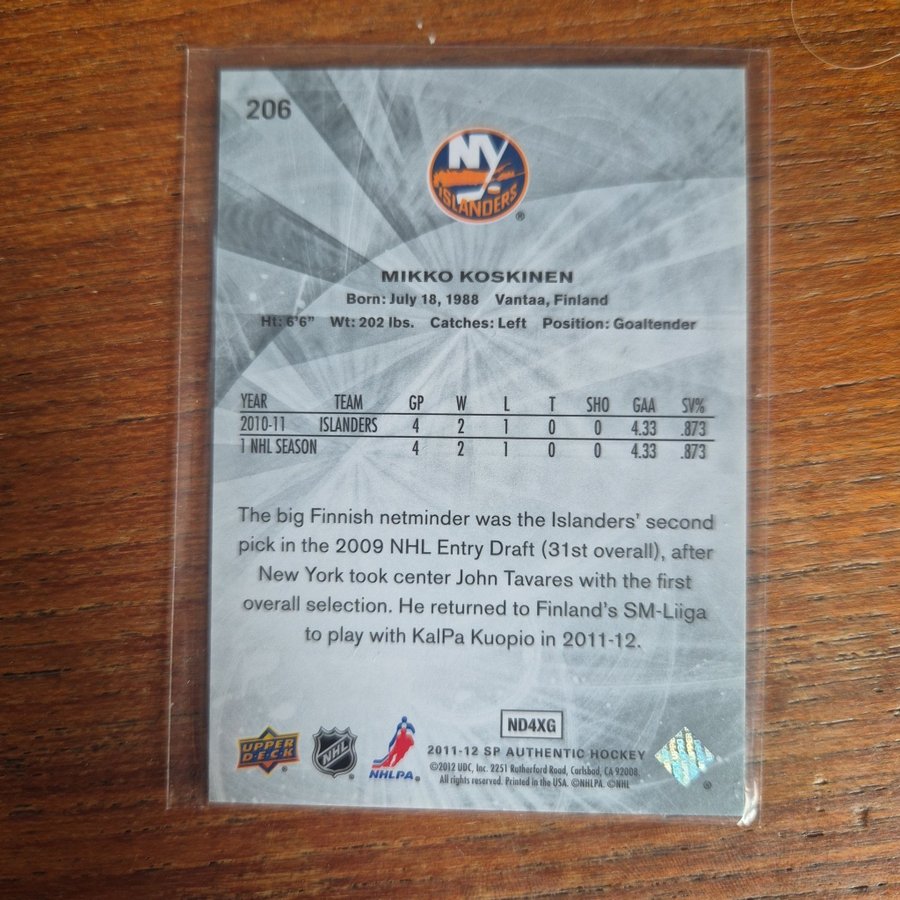 206
NY
ISLANDERS
®
MIKKO KOSKINEN
Born: July 18, 1988 Vantaa, Finland
Ht: 6'6" Wt: 202 lbs. Catches: Left Position: Goaltender
YEAR TEAM GP W L T SHO GAA SV%
2010-11 ISLANDERS 4 2 1 0 0 4.33 .873
1 NHL SEASON 4 2 1 0 0 4.33 .873
The big Finnish netminder was the Islanders' second
pick in the 2009 NHL Entry Draft (31st overall), after
New York took center John Tavares with the first
overall selection. He returned to Finland's SM-Liiga
to play with KalPa Kuopio in 2011-12.
ND4XG
UPPER
D·E·C·K
®
NHL
®
NHLPA®
2011-12 SP AUTHENTIC HOCKEY
©2012 UDC, Inc. 2251 Rutherford Road, Carlsbad, CA 92008.
All rights reserved. Printed in the USA. ©NHLPA. ©NHL
®